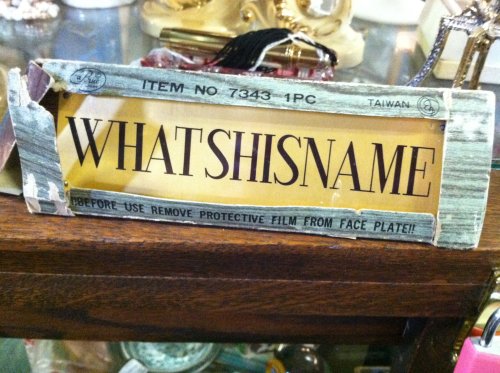 ITEM NO 7343 1PC
TAIWAN
WHATSHISNAME
BEFORE USE REMOVE PROTECTIVE FILM FROM FACE PLATE!!